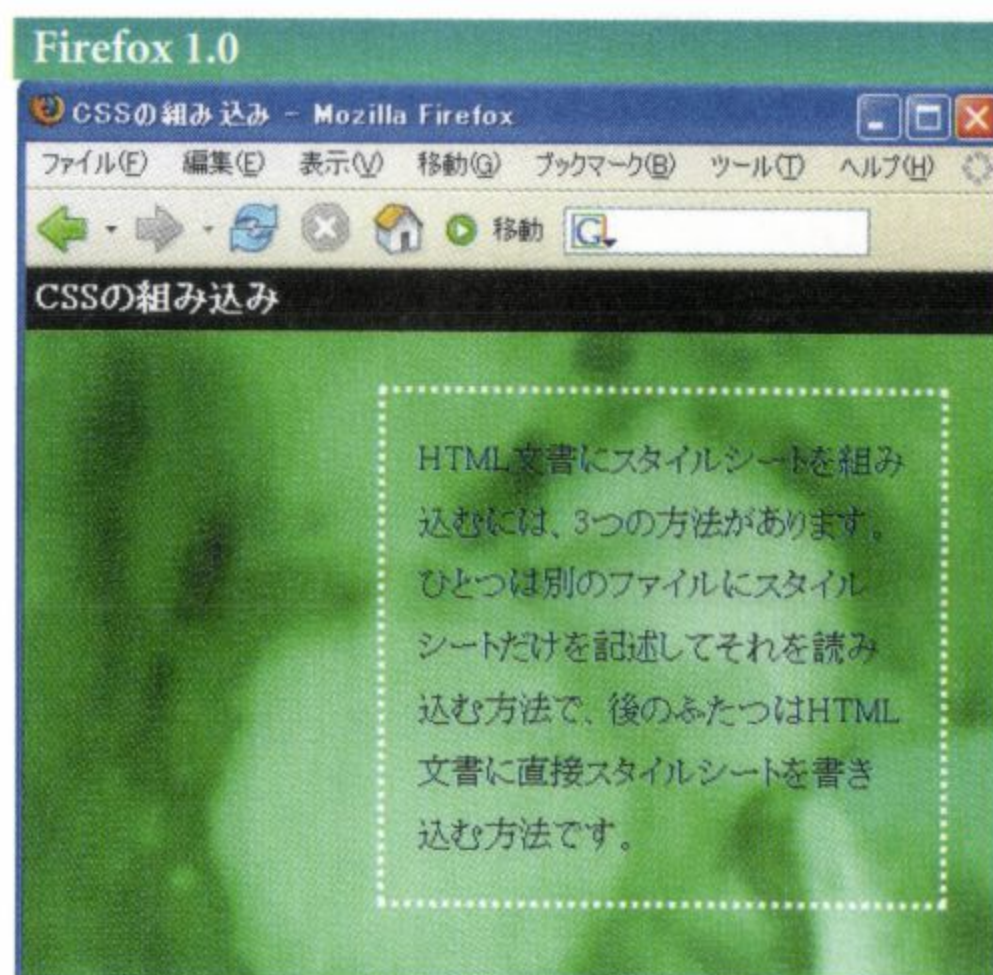 Firefox 1.0
CSSの組み込み - Mozilla Firefox
ファイル(F) 編集(E) 表示(V) 移動(G) ブックマーク(B) ツール(T) ヘルプ(H)
移動 G
CSSの組み込み
HTML文書にスタイルシートを組み
込むには、3つの方法があります。
ひとつは別のファイルにスタイル
シートだけを記述してそれを読み
込む方法で、後のふたつはHTML
文書に直接スタイルシートを書き
込む方法です。